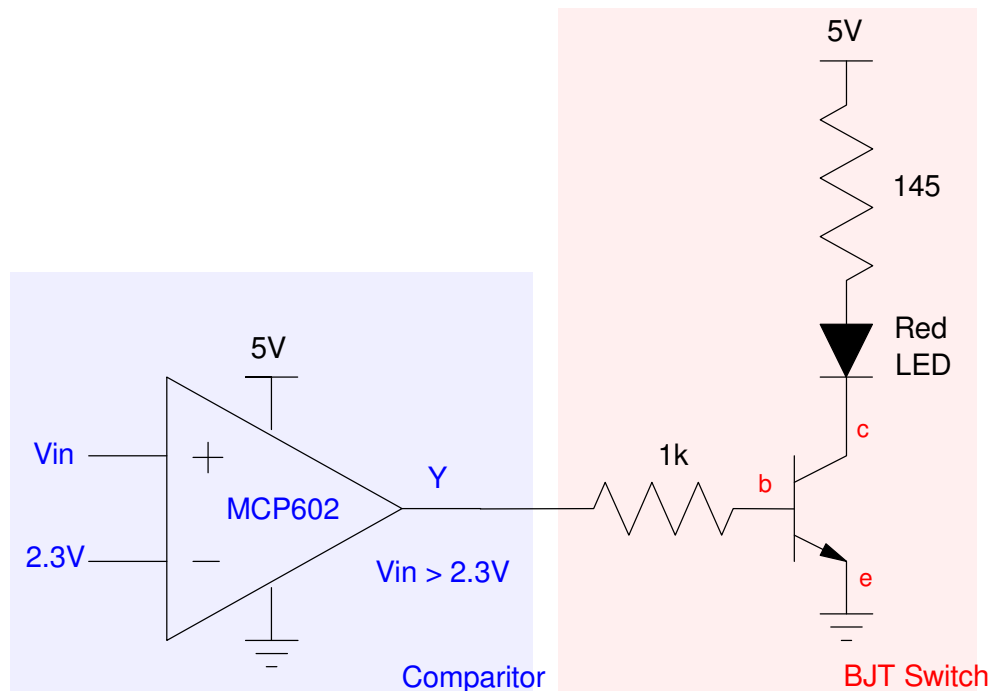 5V
145
Red
LED
5V
c
Vin
+
1k
b
Y
MCP602
2.3V
−
Vin > 2.3V
e
Comparitor
BJT Switch